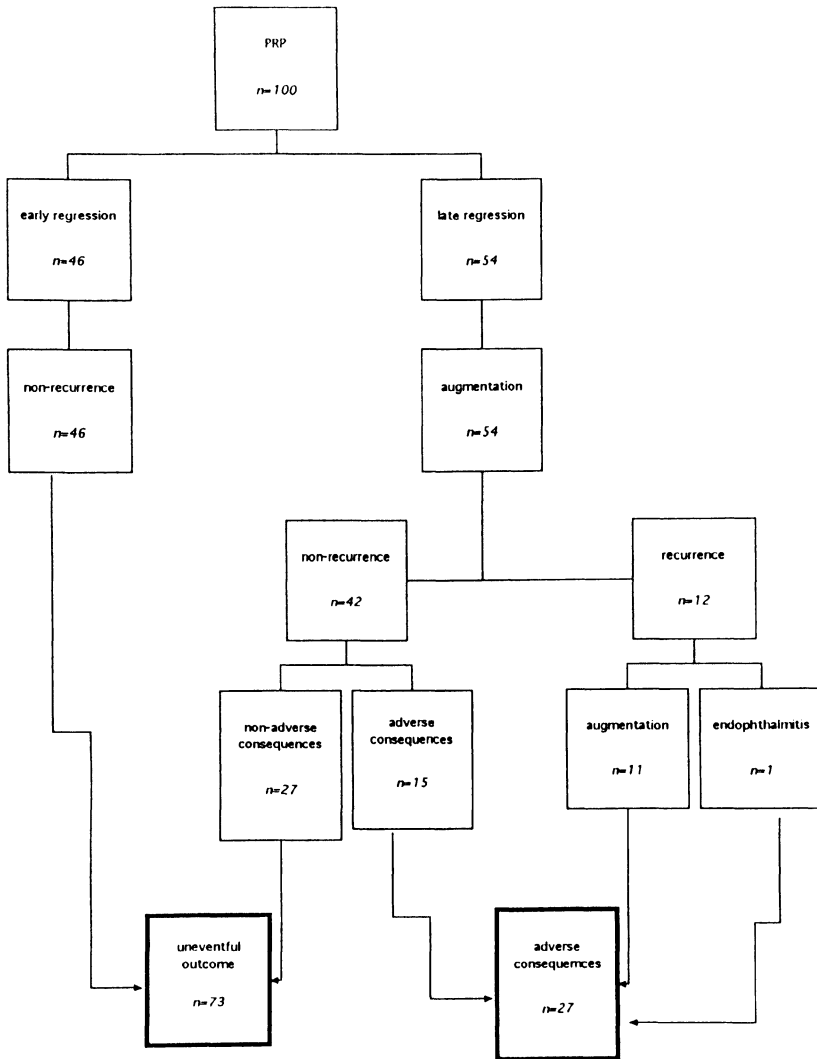 PRP
n=100
early regression
n=46
late regression
n=54
non-recurrence
n=46
augmentation
n=54
non-recurrence
n=42
recurrence
n=12
non-adverse
consequences
n=27
adverse
consequences
n=15
augmentation
n=11
endophthalmitis
n=1
uneventful
outcome
n=73
adverse
consequemces
n=27